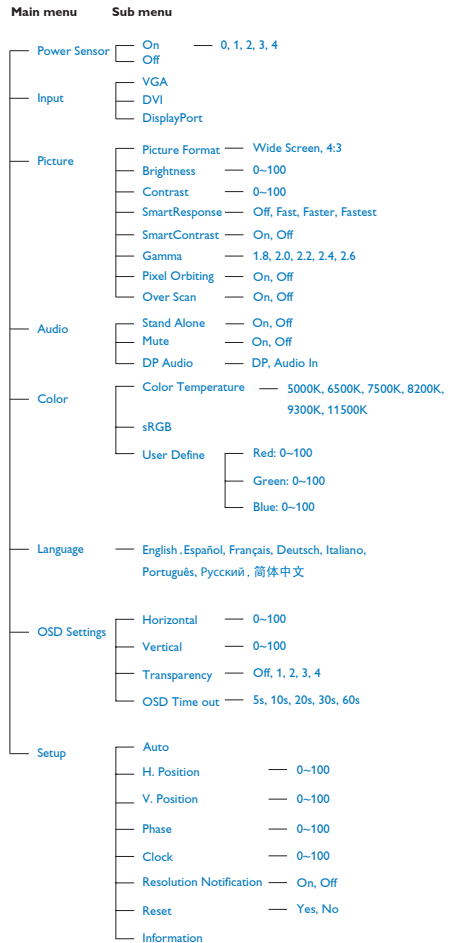 Main menu Sub menu
Power Sensor On 0, 1, 2, 3, 4
Off
Input VGA
DVI
DisplayPort
Picture Picture Format Wide Screen, 4:3
Brightness 0~100
Contrast 0~100
SmartResponse Off, Fast, Faster, Fastest
SmartContrast On, Off
Gamma 1.8, 2.0, 2.2, 2.4, 2.6
Pixel Orbiting On, Off
Over Scan On, Off
Audio Stand Alone On, Off
Mute On, Off
DP Audio DP, Audio In
Color Color Temperature 5000K, 6500K, 7500K, 8200K,
9300K, 11500K
sRGB
User Define Red: 0~100
Green: 0~100
Blue: 0~100
Language English , Español, Français, Deutsch, Italiano,
Português, Русский , 简体中文
OSD Settings Horizontal 0~100
Vertical 0~100
Transparency Off, 1, 2, 3, 4
OSD Time out 5s, 10s, 20s, 30s, 60s
Setup Auto
H. Position 0~100
V. Position 0~100
Phase 0~100
Clock 0~100
Resolution Notification On, Off
Reset Yes, No
Information